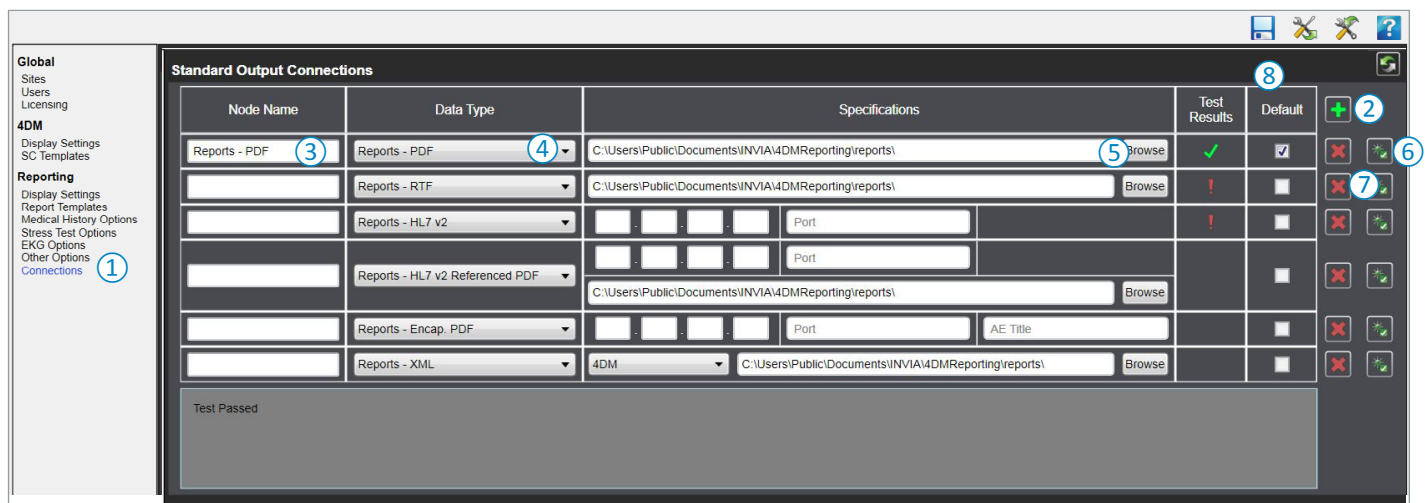 ?
Global
Sites
Users
Licensing
4DM
Display Settings
SC Templates
Reporting
Display Settings
Report Templates
Medical History Options
Stress Test Options
EKG Options
Other Options
Connections
1
Standard Output Connections
8
Node Name Data Type Specifications Test Results Default
2
Reports - PDF 3 Reports - PDF 4 C:\Users\Public\Documents\INVIA\4DMReporting\reports\ 5 Browse 6
Reports - RTF C:\Users\Public\Documents\INVIA\4DMReporting\reports\ Browse ! 7
Reports - HL7 v2 . . . Port !
Reports - HL7 v2 Referenced PDF . . . Port
C:\Users\Public\Documents\INVIA\4DMReporting\reports\ Browse
Reports - Encap. PDF . . . Port AE Title
Reports - XML 4DM C:\Users\Public\Documents\INVIA\4DMReporting\reports\ Browse
Test Passed